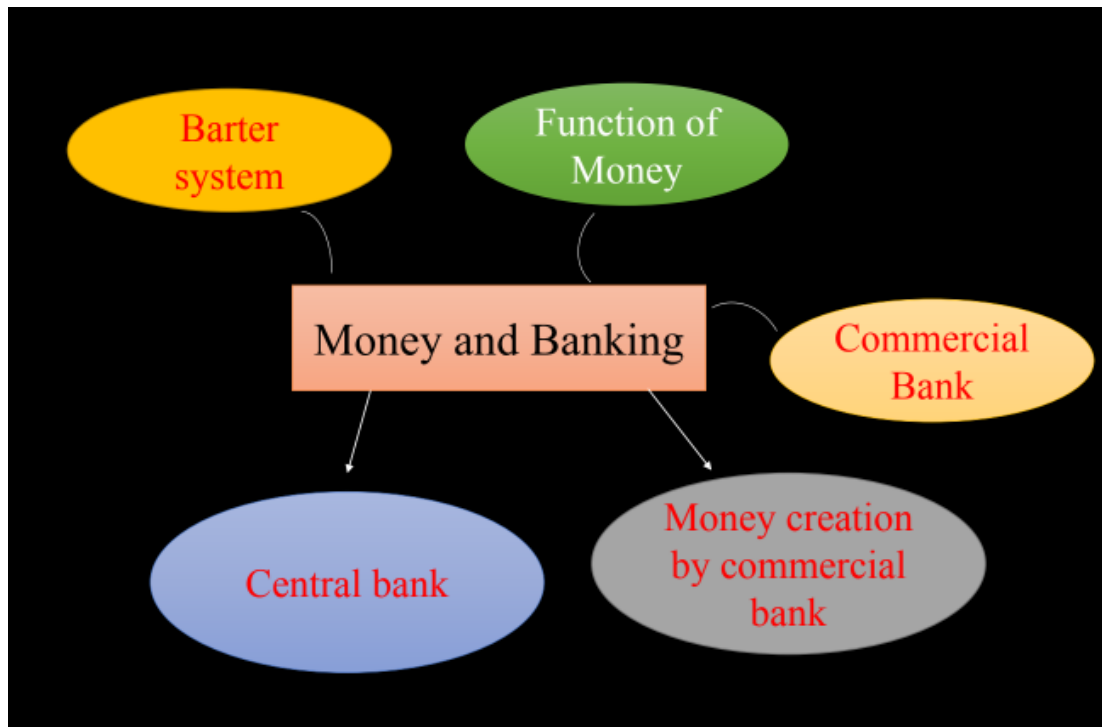 Barter
system
Function of
Money
Money and Banking
Commercial
Bank
Central bank
Money creation
by commercial
bank